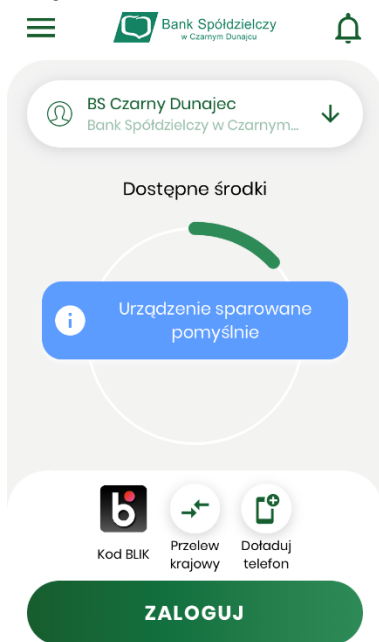 Bank Spółdzielczy
w Czarnym Dunajcu
BS Czarny Dunajec
Bank Spółdzielczy w Czarnym...
Dostępne środki
Urządzenie sparowane
pomyślnie
Kod BLIK
Przelew
krajowy
Doładuj
telefon
ZALOGUJ